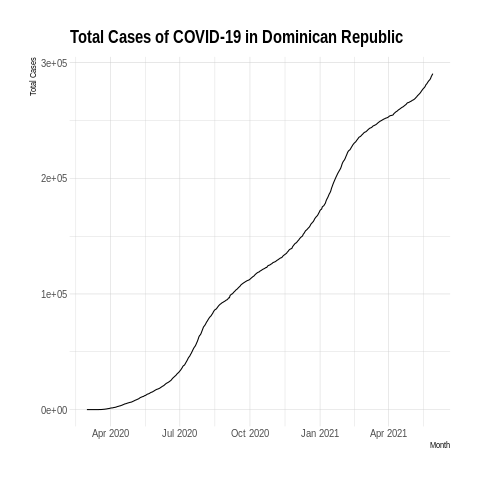 Total Cases of COVID-19 in Dominican Republic
Total Cases
3e+05
2e+05
1e+05
0e+00
Apr 2020 Jul 2020 Oct 2020 Jan 2021 Apr 2021
Month